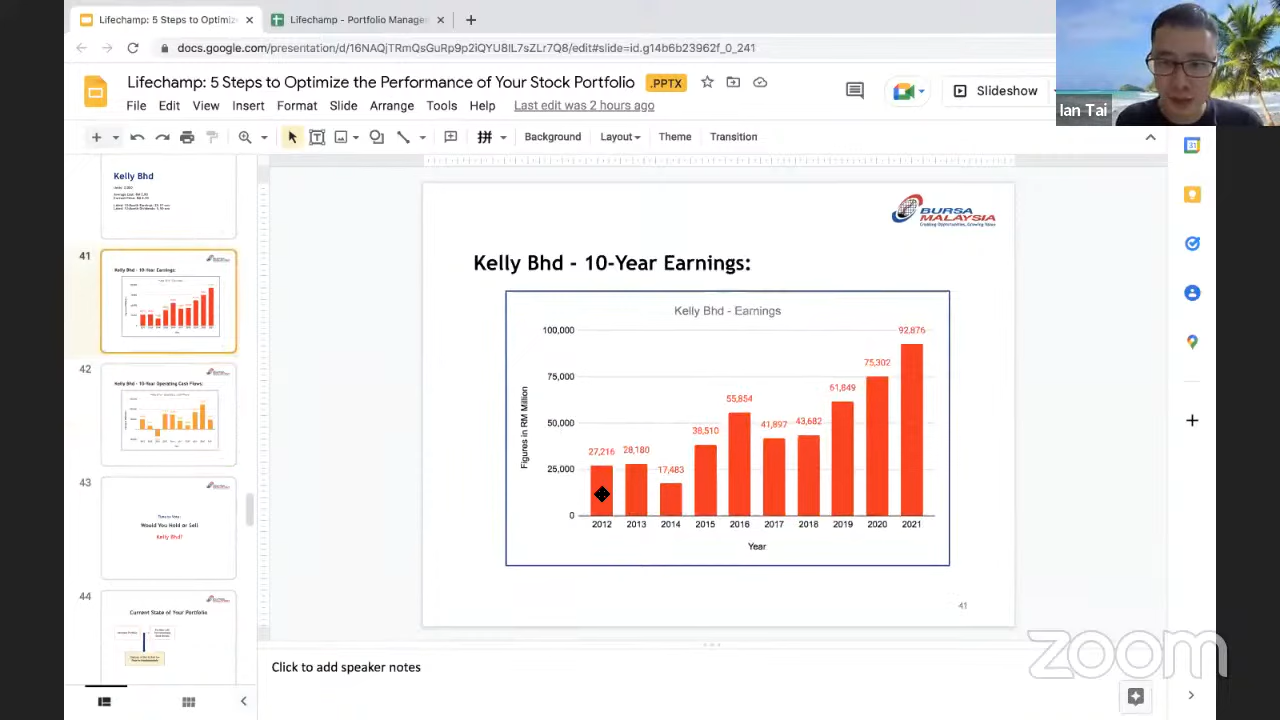 Lifechamp: 5 Steps to Optimiz
Lifechamp - Portfolio Manage
docs.google.com/presentation/d/16NAQjTRmQsGuRp9p2iQYUBL7sZLr7Q8/edit#slide=id.g14b6b23962f_0_241
Ian Tai
Lifechamp: 5 Steps to Optimize the Performance of Your Stock Portfolio
PPTX
File Edit View Insert Format Slide Arrange Tools Help
Last edit was 2 hours ago
Slideshow
Background Layout Theme Transition
Kelly Bhd
41
Kelly Bhd - 10-Year Earnings:
42
Kelly Bhd - 10-Year Operating Cash Flows:
43
Would You Hold or Sell
Kelly Bhd?
44
Current State of Your Portfolio
BURSA
MALAYSIA
Creating Opportunities, Growing Value
Kelly Bhd - 10-Year Earnings:
Kelly Bhd - Earnings
Figures in RM Million
100,000
75,000
50,000
25,000
0
27,216 28,180 17,483 38,510 55,854 41,897 43,682 61,849 75,302 92,876
2012 2013 2014 2015 2016 2017 2018 2019 2020 2021
Year
41
Click to add speaker notes
zoom